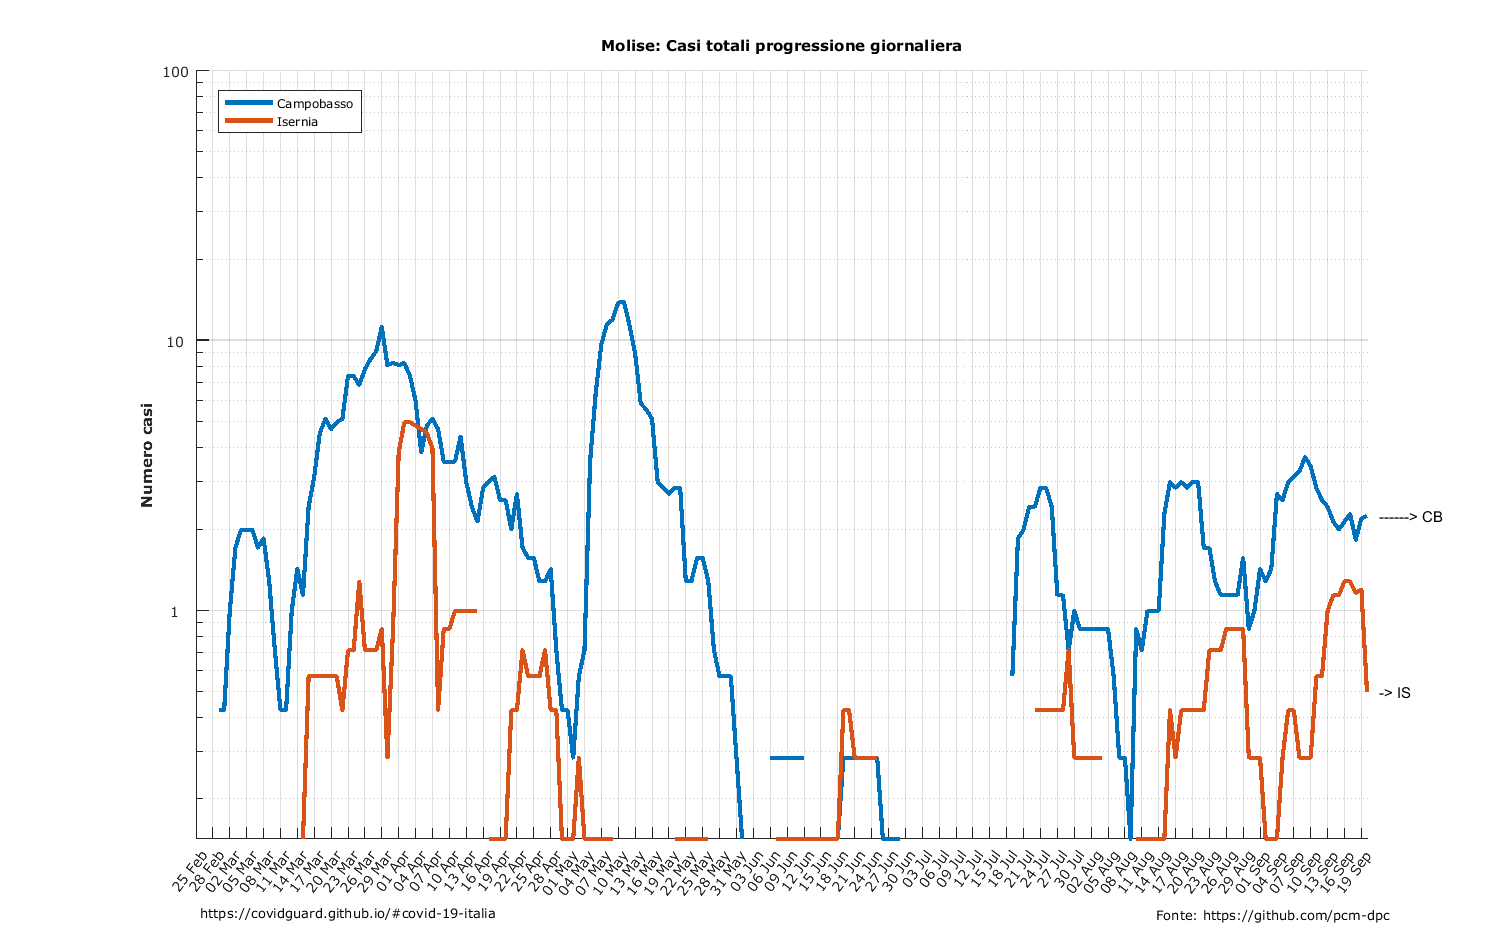 Molise: Casi totali progressione giornaliera
100
10
1
Numero casi
Campobasso
Isernia
------> CB
-> IS
25 Feb
28 Feb
02 Mar
05 Mar
08 Mar
11 Mar
14 Mar
17 Mar
20 Mar
23 Mar
26 Mar
29 Mar
01 Apr
04 Apr
07 Apr
10 Apr
13 Apr
16 Apr
19 Apr
22 Apr
25 Apr
28 Apr
01 May
04 May
07 May
10 May
13 May
16 May
19 May
22 May
25 May
28 May
31 May
03 Jun
06 Jun
09 Jun
12 Jun
15 Jun
18 Jun
21 Jun
24 Jun
27 Jun
30 Jun
03 Jul
06 Jul
09 Jul
12 Jul
15 Jul
18 Jul
21 Jul
24 Jul
27 Jul
30 Jul
02 Aug
05 Aug
08 Aug
11 Aug
14 Aug
17 Aug
20 Aug
23 Aug
26 Aug
29 Aug
01 Sep
04 Sep
07 Sep
10 Sep
13 Sep
16 Sep
19 Sep
https://covidguard.github.io/#covid-19-italia
Fonte: https://github.com/pcm-dpc